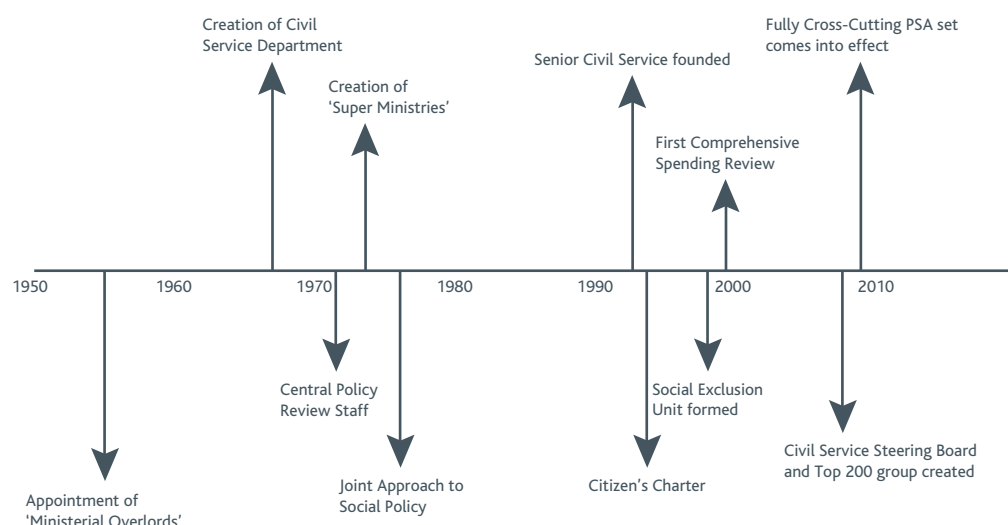 Creation of Civil
Service Department
Creation of
‘Super Ministries’
Senior Civil Service founded
First Comprehensive
Spending Review
Fully Cross-Cutting PSA set
comes into effect
1950
1960
1970
1980
1990
2000
2010
Central Policy
Review Staff
Social Exclusion
Unit formed
Civil Service Steering Board
and Top 200 group created
Joint Approach to
Social Policy
Citizen’s Charter
Appointment of
‘Ministerial Overlords’